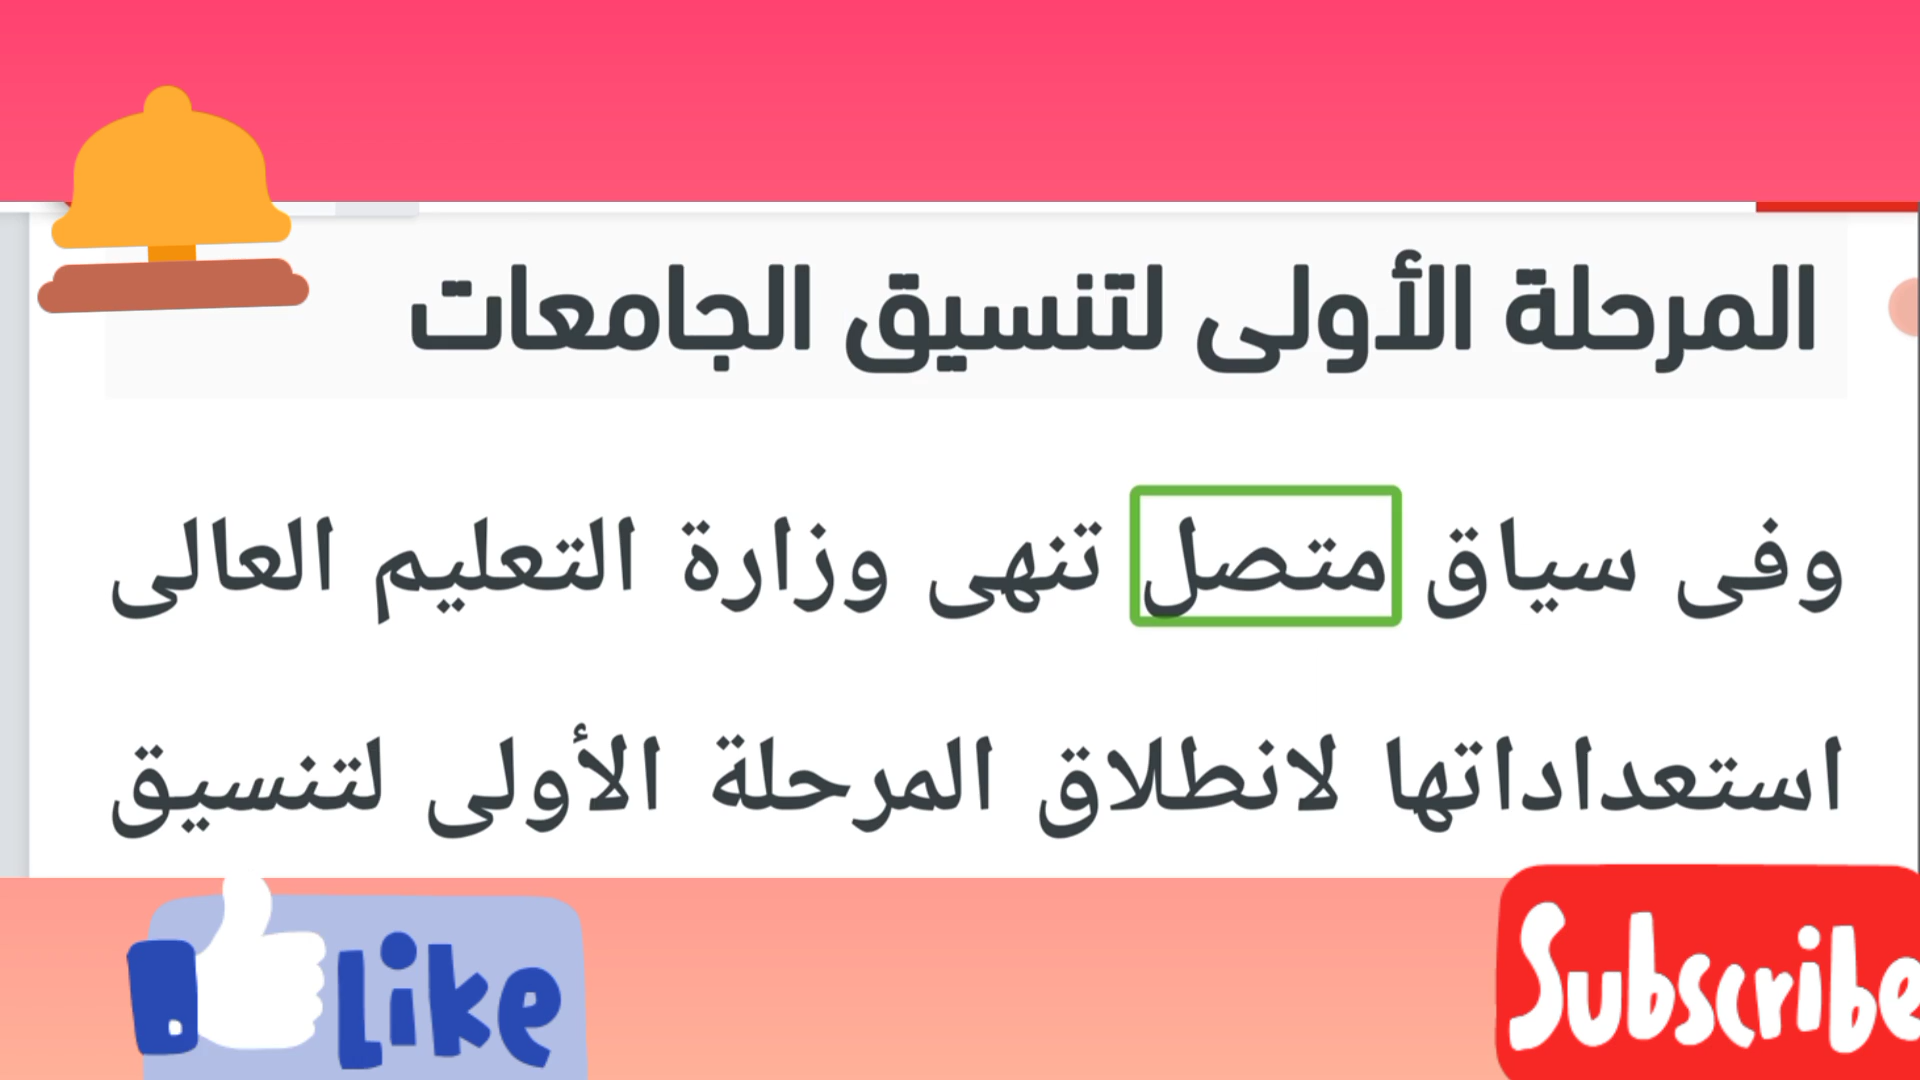 المرحلة الأولى لتنسيق الجامعات
وفى سياق متصل تنهى وزارة التعليم العالى
استعداداتها لانطلاق المرحلة الأولى لتنسيق
Like
Subscribe